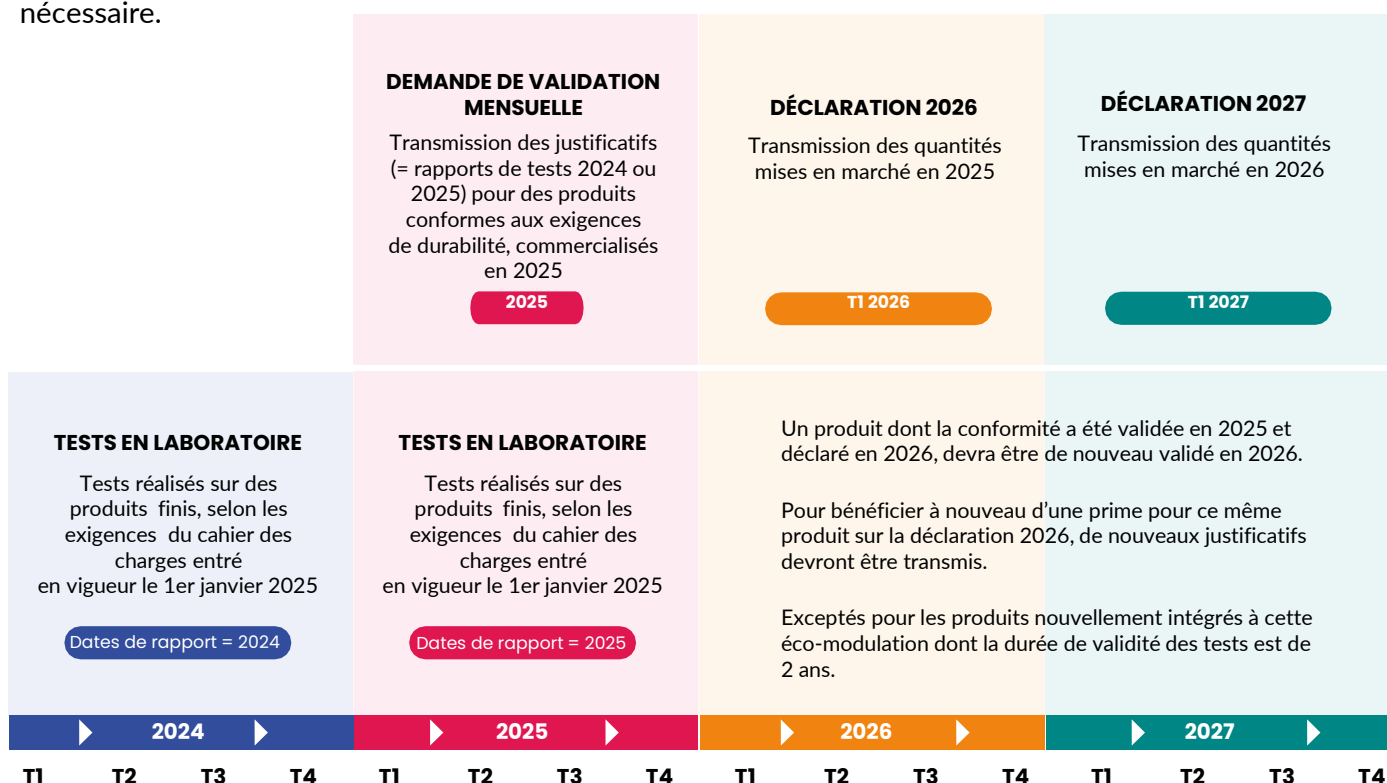 nécessaire.
DEMANDE DE VALIDATION
MENSUELLE
Transmission des justificatifs
(= rapports de tests 2024 ou
2025) pour des produits
conformes aux exigences
de durabilité, commercialisés
en 2025
2025
DÉCLARATION 2026
Transmission des quantités
mises en marché en 2025
T1 2026
DÉCLARATION 2027
Transmission des quantités
mises en marché en 2026
T1 2027
TESTS EN LABORATOIRE
Tests réalisés sur des
produits finis, selon les
exigences du cahier des
charges entré
en vigueur le 1er janvier 2025
Dates de rapport = 2024
TESTS EN LABORATOIRE
Tests réalisés sur des
produits finis, selon les
exigences du cahier des
charges entré
en vigueur le 1er janvier 2025
Dates de rapport = 2025
Un produit dont la conformité a été validée en 2025 et
déclaré en 2026, devra être de nouveau validé en 2026.
Pour bénéficier à nouveau d'une prime pour ce même
produit sur la déclaration 2026, de nouveaux justificatifs
devront être transmis.
Exceptés pour les produits nouvellement intégrés à cette
éco-modulation dont la durée de validité des tests est de
2 ans.
2024 2025 2026 2027
T1 T2 T3 T4 T1 T2 T3 T4 T1 T2 T3 T4 T1 T2 T3 T4